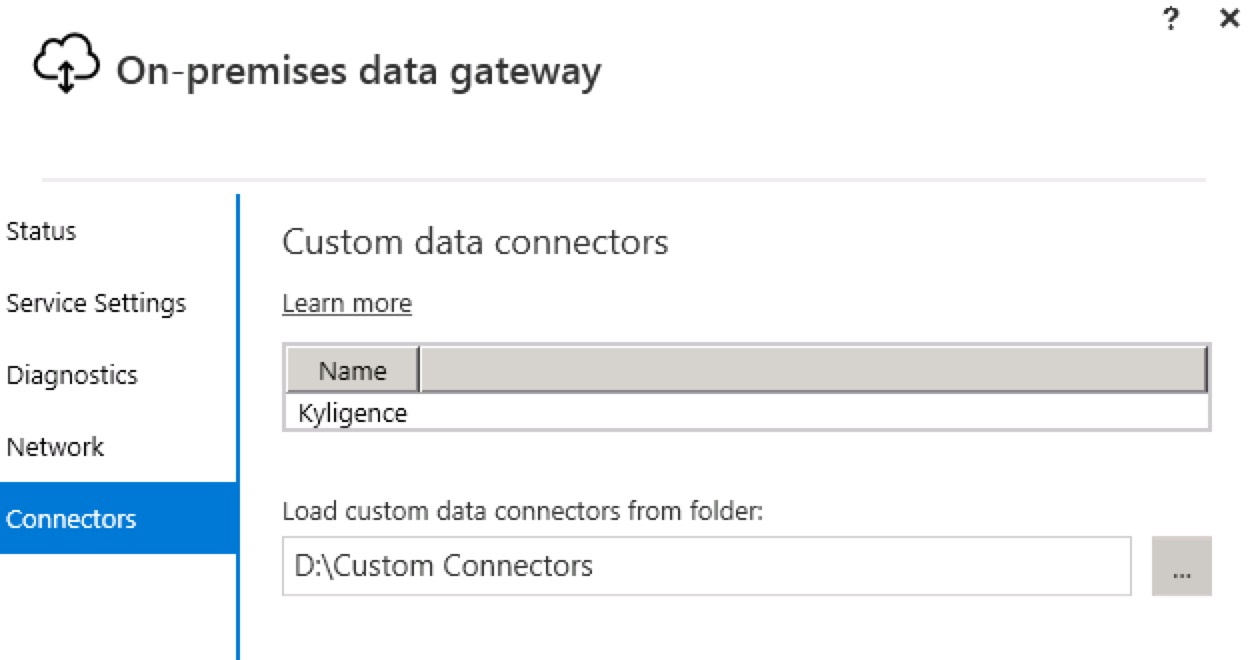 ? ×
On-premises data gateway
Status
Service Settings
Diagnostics
Network
Connectors
Custom data connectors
Learn more
Name
Kyligence
Load custom data connectors from folder:
D:\Custom Connectors
...